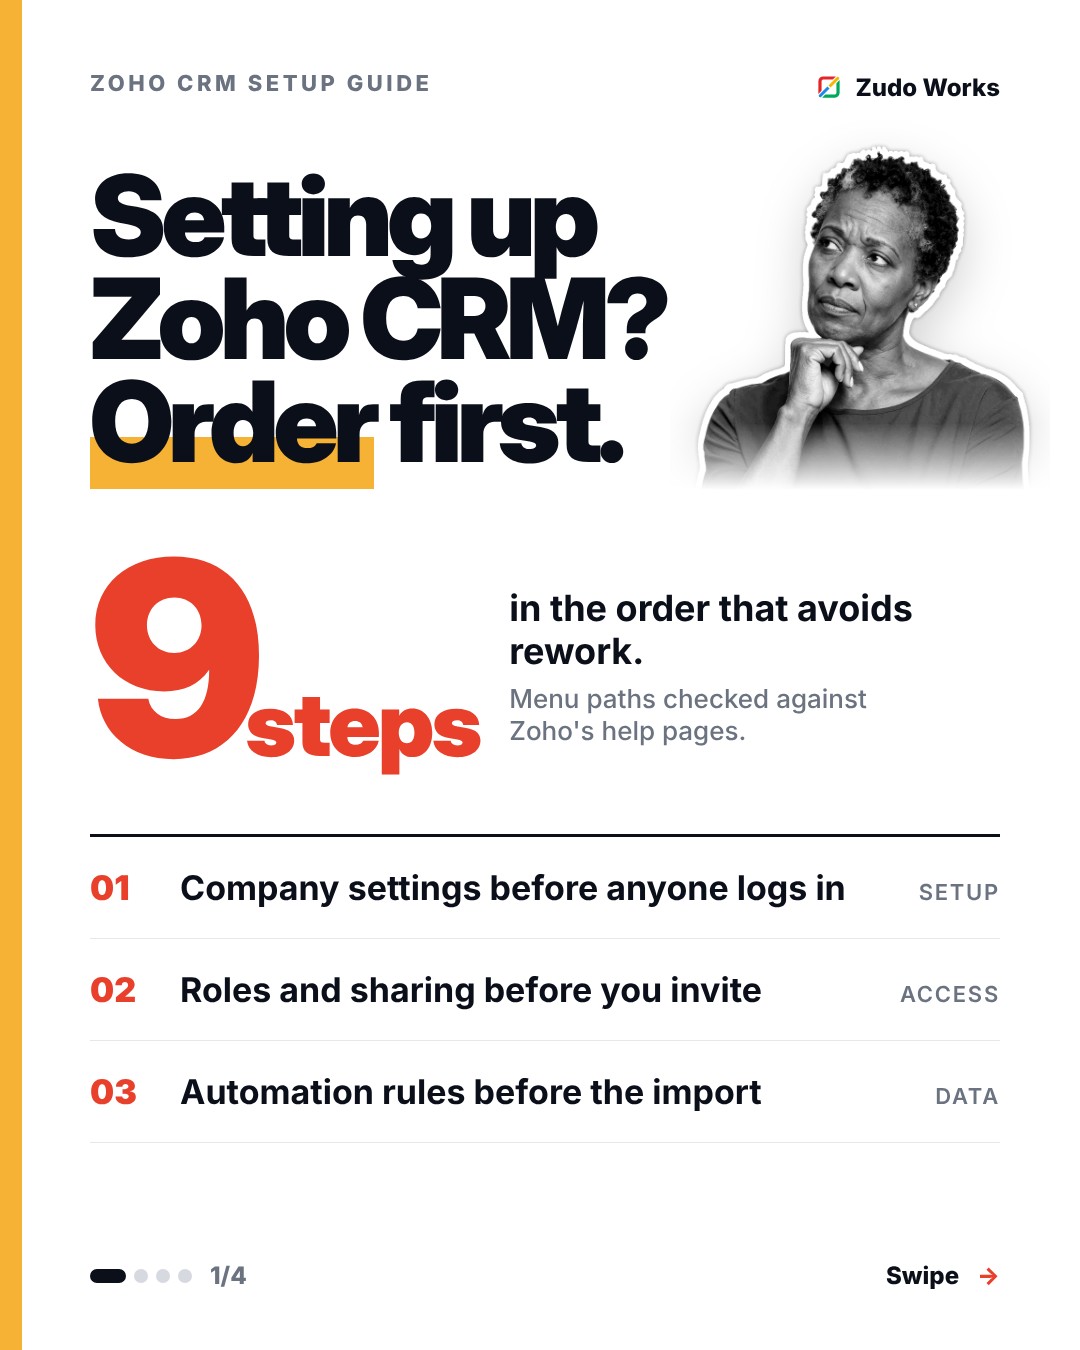 ZOHO CRM SETUP GUIDE
Zudo Works
Setting up
Zoho CRM?
Order first.
9 steps
in the order that avoids
rework.
Menu paths checked against
Zoho's help pages.
01 Company settings before anyone logs in SETUP
02 Roles and sharing before you invite ACCESS
03 Automation rules before the import DATA
1/4
Swipe →